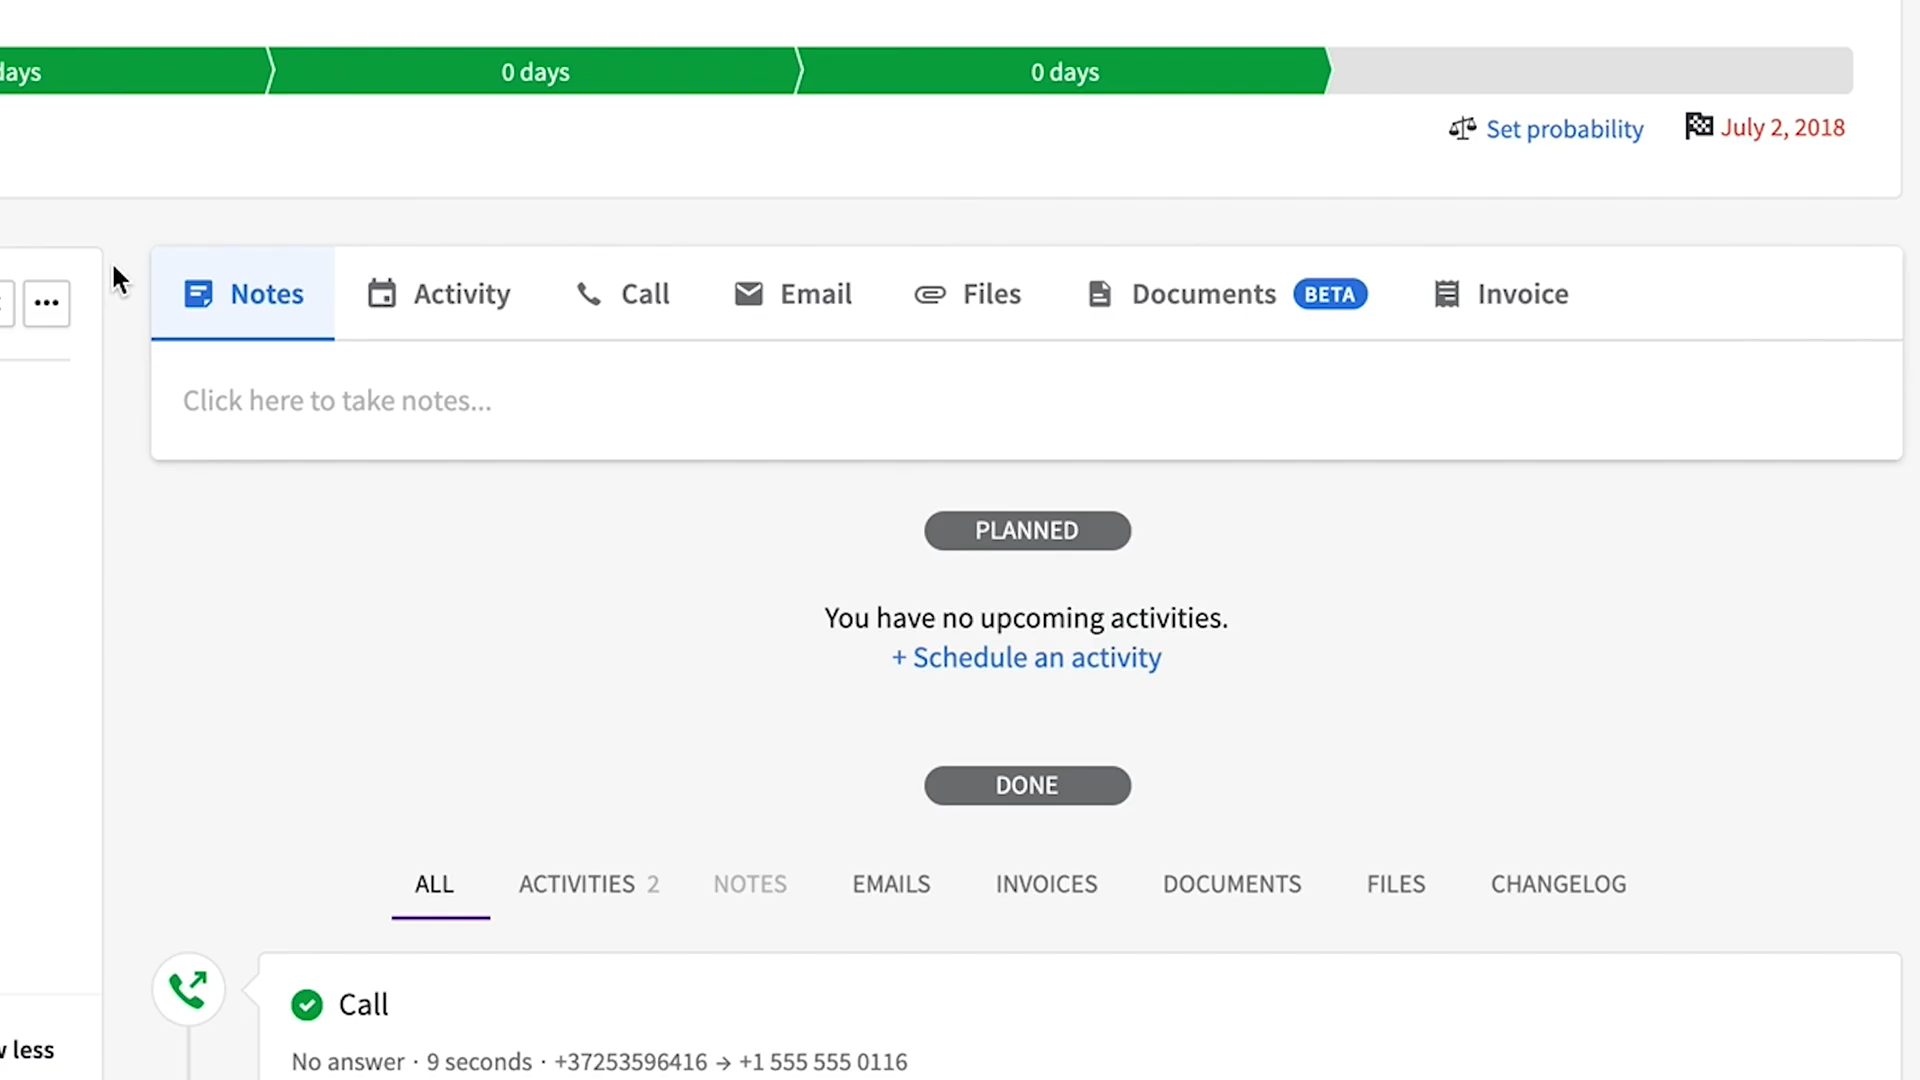 days
0 days
0 days
Set probability
July 2, 2018
Notes
Activity
Call
Email
Files
Documents
BETA
Invoice
Click here to take notes...
PLANNED
You have no upcoming activities.
+ Schedule an activity
DONE
ALL
ACTIVITIES 2
NOTES
EMAILS
INVOICES
DOCUMENTS
FILES
CHANGELOG
Call
No answer · 9 seconds · +37253596416 → +1 555 555 0116
less